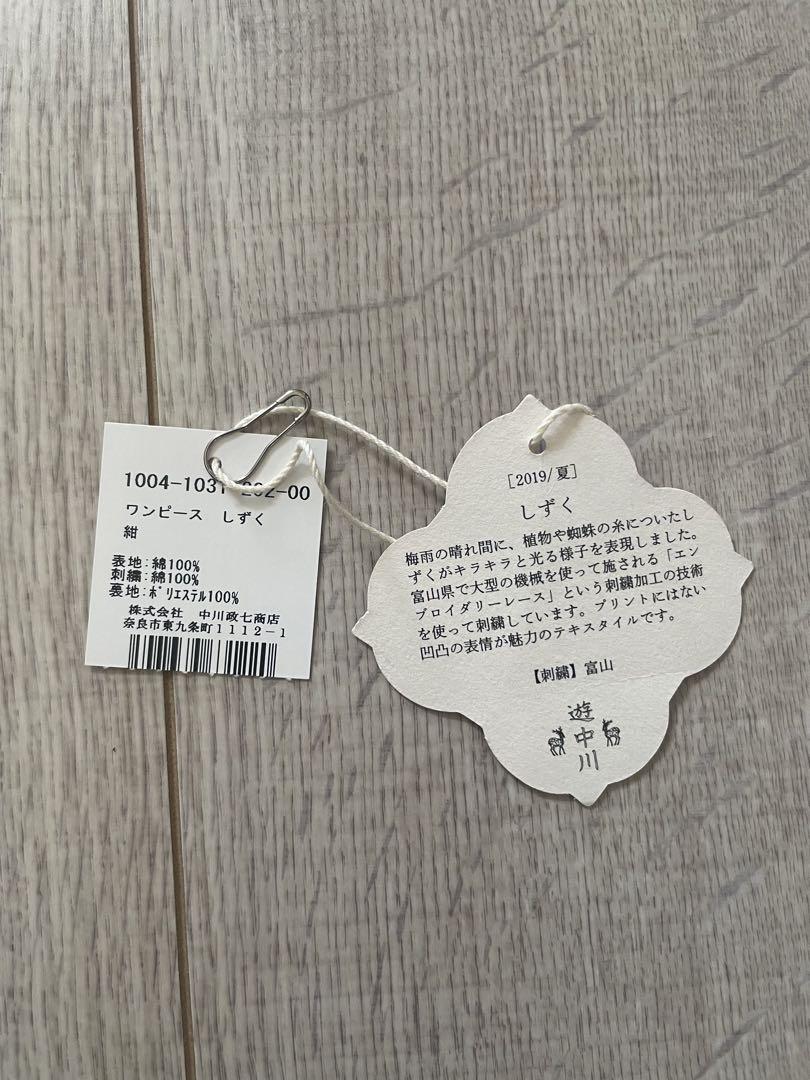 1004-1031-202-00
ワンピース　しずく
紺
表地:綿100%
刺繍:綿100%
裏地:ﾎﾟﾘｴｽﾃﾙ100%
株式会社　中川政七商店
奈良市東九条町１１１２－１
［2019/夏］
しずく
梅雨の晴れ間に、植物や蜘蛛の糸についたし
ずくがキラキラと光る様子を表現しました。
富山県で大型の機械を使って施される「エン
ブロイダリーレース」という刺繍加工の技術
を使って刺繍しています。プリントにはない
凹凸の表情が魅力のテキスタイルです。
【刺繍】富山
遊
中
川